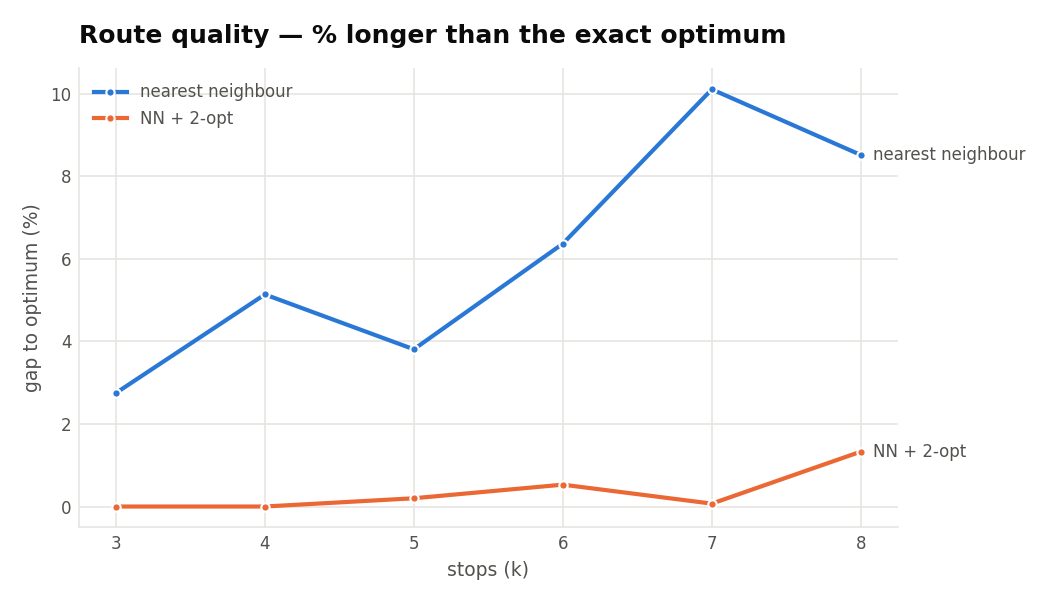 Route quality — % longer than the exact optimum
nearest neighbour
NN + 2-opt
gap to optimum (%)
10
8
6
4
2
0
nearest neighbour
NN + 2-opt
3 4 5 6 7 8
stops (k)